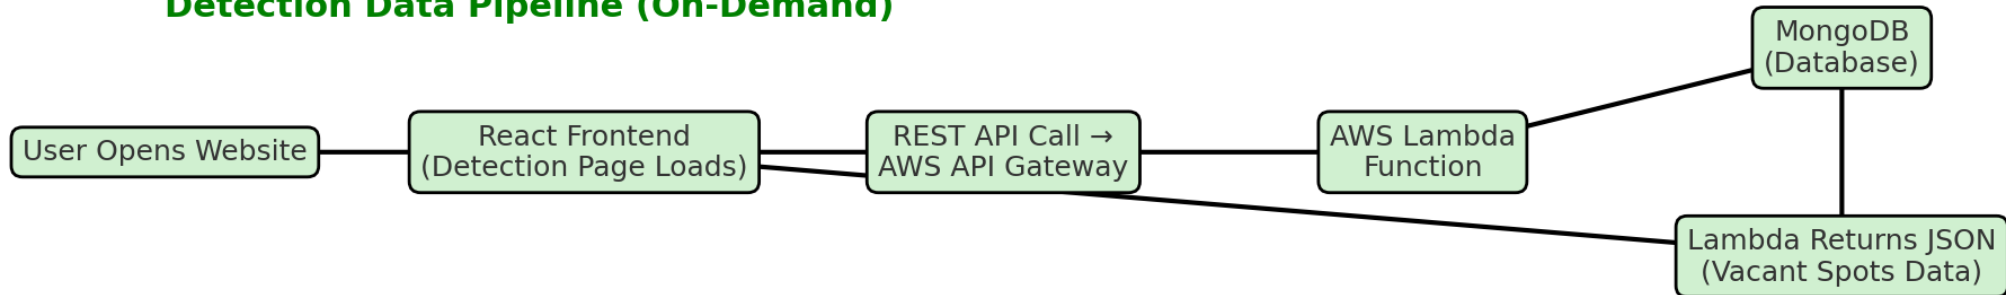 Detection Data Pipeline (On-Demand)
User Opens Website
React Frontend
(Detection Page Loads)
REST API Call →
AWS API Gateway
AWS Lambda
Function
MongoDB
(Database)
Lambda Returns JSON
(Vacant Spots Data)